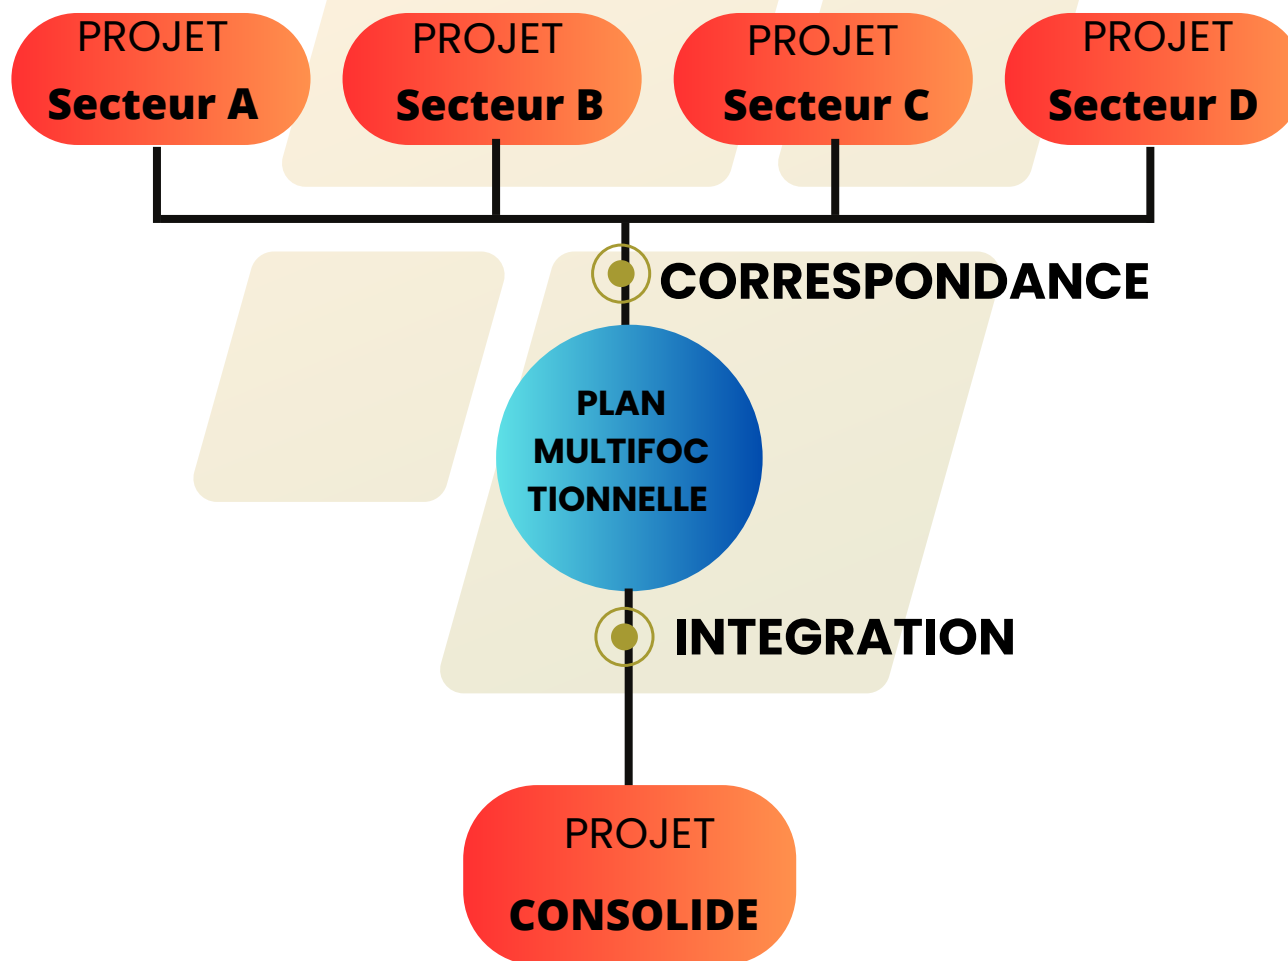 PROJET
Secteur A
PROJET
Secteur B
PROJET
Secteur C
PROJET
Secteur D
CORRESPONDANCE
PLAN
MULTIFOC
TIONNELLE
INTEGRATION
PROJET
CONSOLIDE